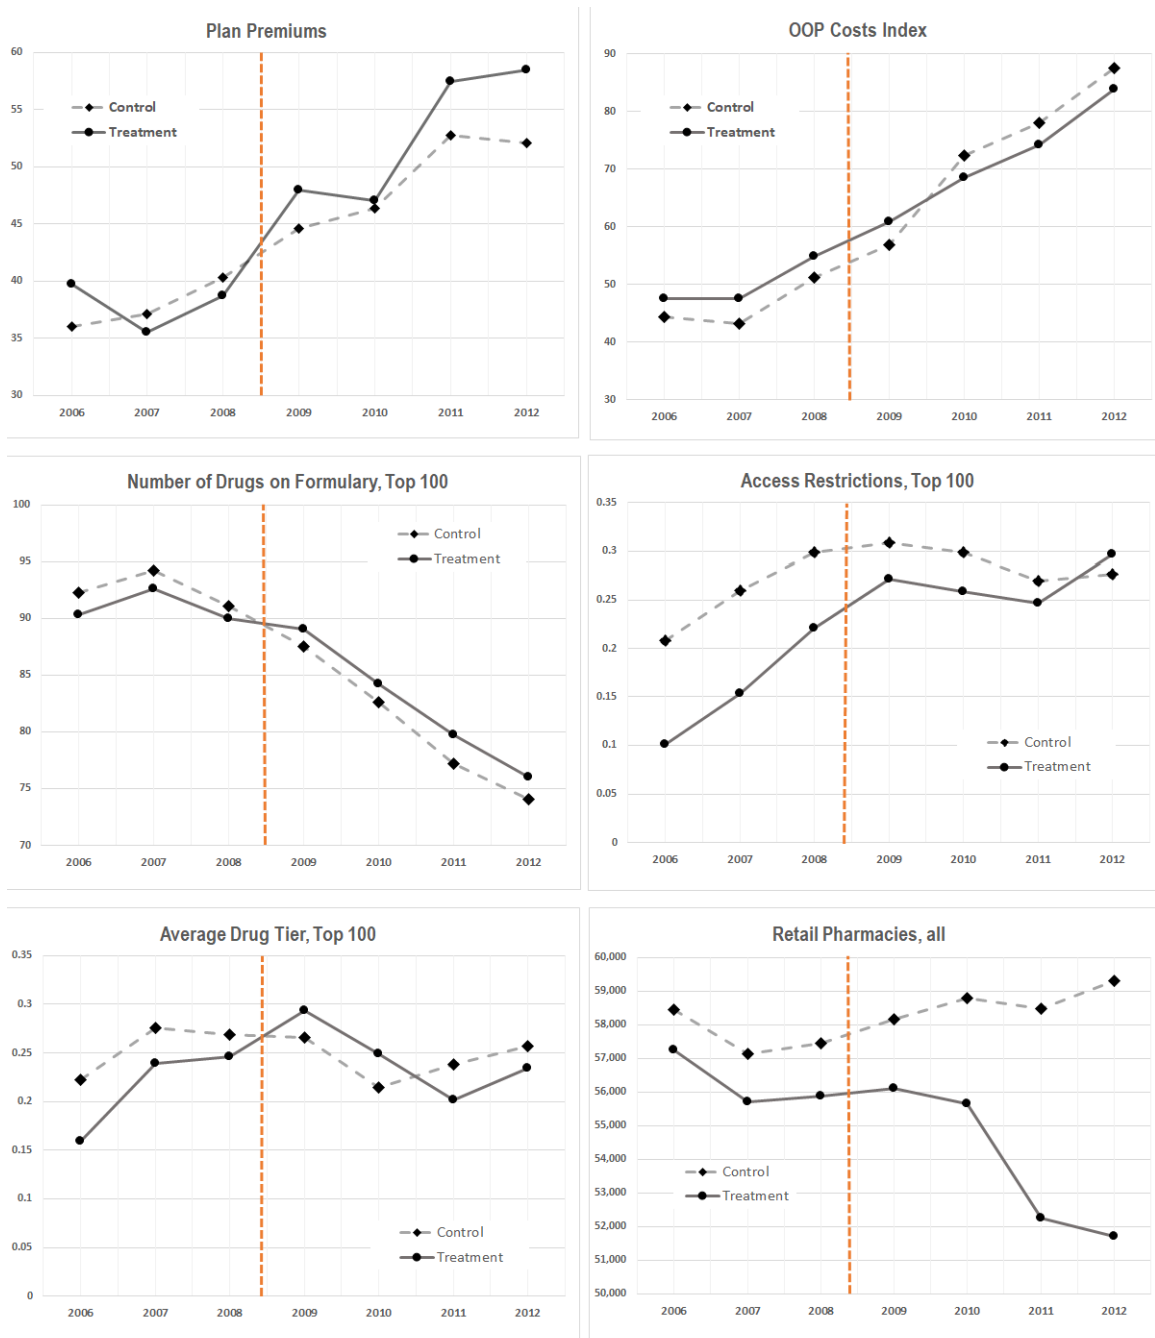 Plan Premiums
60
55
50
45
40
35
30
Control
Treatment
2006 2007 2008 2009 2010 2011 2012
OOP Costs Index
90
80
70
60
50
40
30
Control
Treatment
2006 2007 2008 2009 2010 2011 2012
Number of Drugs on Formulary, Top 100
100
95
90
85
80
75
70
Control
Treatment
2006 2007 2008 2009 2010 2011 2012
Access Restrictions, Top 100
0.35
0.3
0.25
0.2
0.15
0.1
0.05
0
Control
Treatment
2006 2007 2008 2009 2010 2011 2012
Average Drug Tier, Top 100
0.35
0.3
0.25
0.2
0.15
0.1
0.05
0
Control
Treatment
2006 2007 2008 2009 2010 2011 2012
Retail Pharmacies, all
60,000
59,000
58,000
57,000
56,000
55,000
54,000
53,000
52,000
51,000
50,000
Control
Treatment
2006 2007 2008 2009 2010 2011 2012